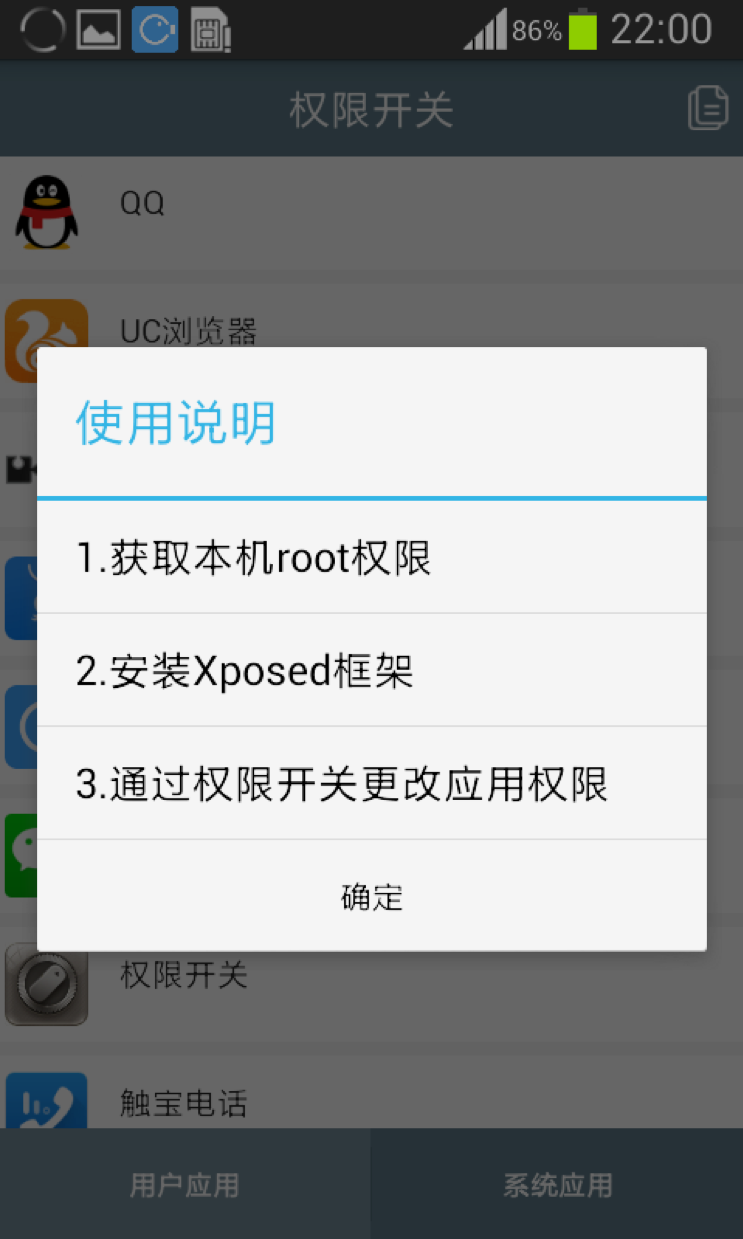 86% 22:00
权限开关
QQ
UC浏览器
使用说明
1.获取本机root权限
2.安装Xposed框架
3.通过权限开关更改应用权限
确定
权限开关
触宝电话
用户应用 系统应用